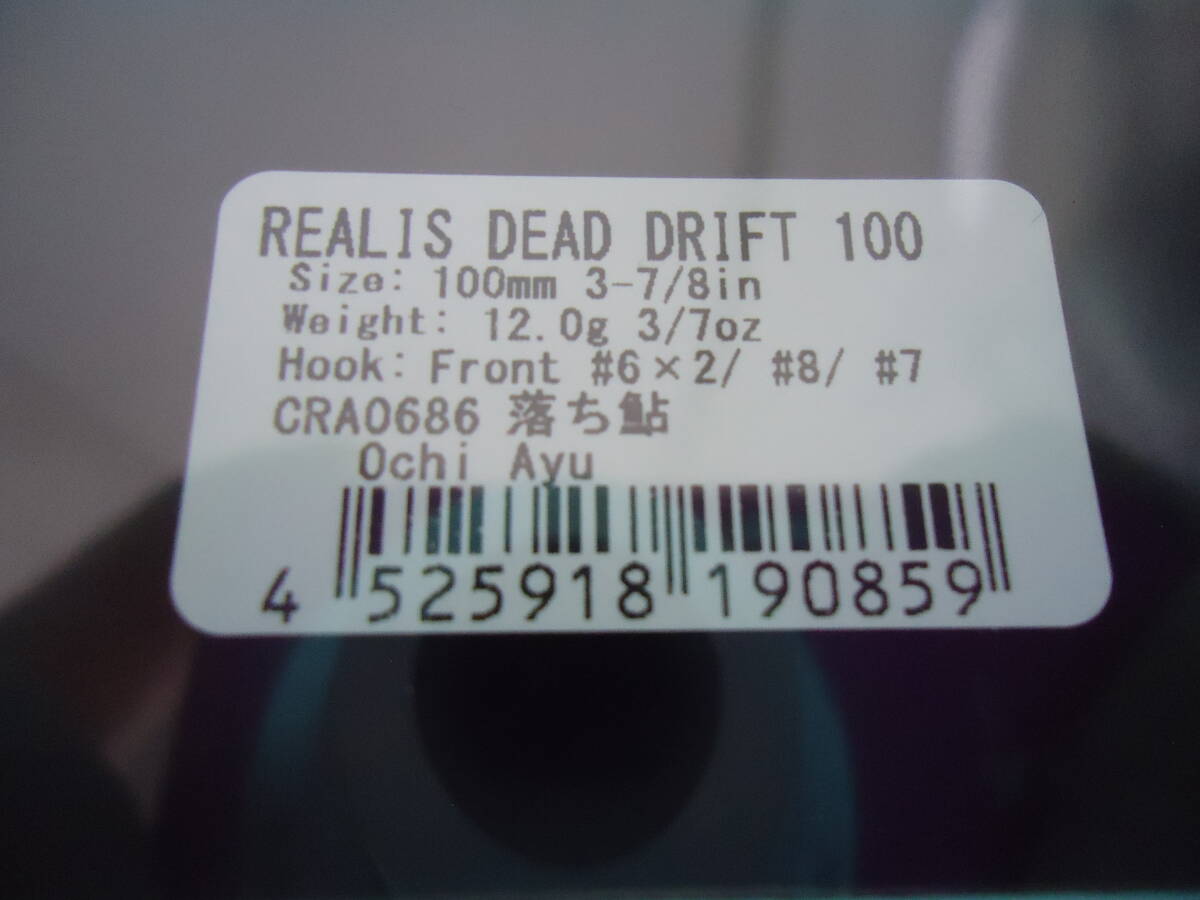 REALIS DEAD DRIFT 100
Size: 100mm 3-7/8in
Weight: 12.0g 3/7oz
Hook: Front #6×2/ #8/ #7
CRA0686 落ち鮎
Ochi Ayu
4 525918 190859